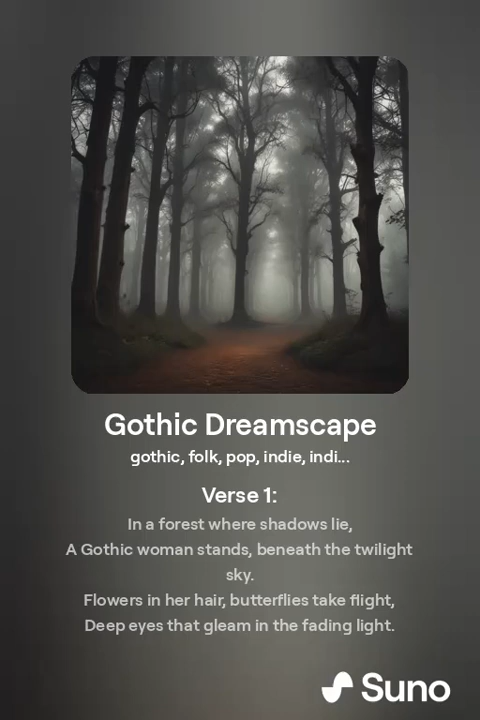 Gothic Dreamscape
gothic, folk, pop, indie, indi...
Verse 1:
In a forest where shadows lie,
A Gothic woman stands, beneath the twilight
sky.
Flowers in her hair, butterflies take flight,
Deep eyes that gleam in the fading light.
Suno